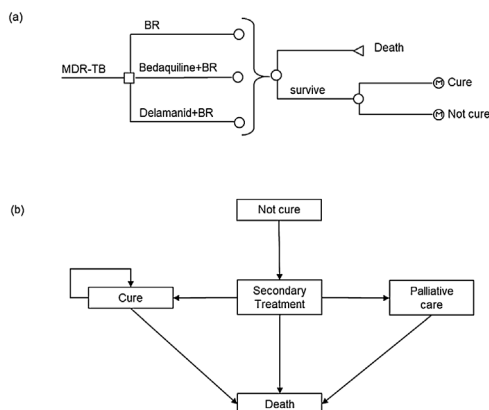 (a)
BR
Death
MDR-TB
Bedaquiline+BR
survive
M Cure
Delamanid+BR
M Not cure
(b)
Not cure
Cure
Secondary
Treatment
Palliative
care
Death